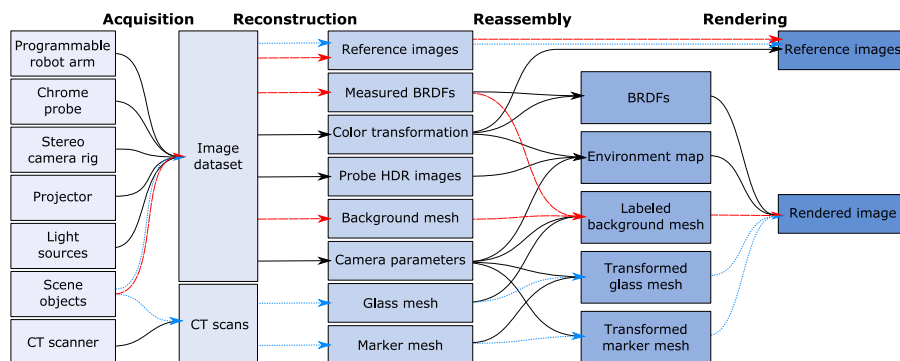 Acquisition
Reconstruction
Reassembly
Rendering
Programmable
robot arm
Chrome
probe
Stereo
camera rig
Projector
Light
sources
Scene
objects
CT scanner
Image
dataset
CT scans
Reference images
Measured BRDFs
Color transformation
Probe HDR images
Background mesh
Camera parameters
Glass mesh
Marker mesh
BRDFs
Environment map
Labeled
background mesh
Transformed
glass mesh
Transformed
marker mesh
Reference images
Rendered image